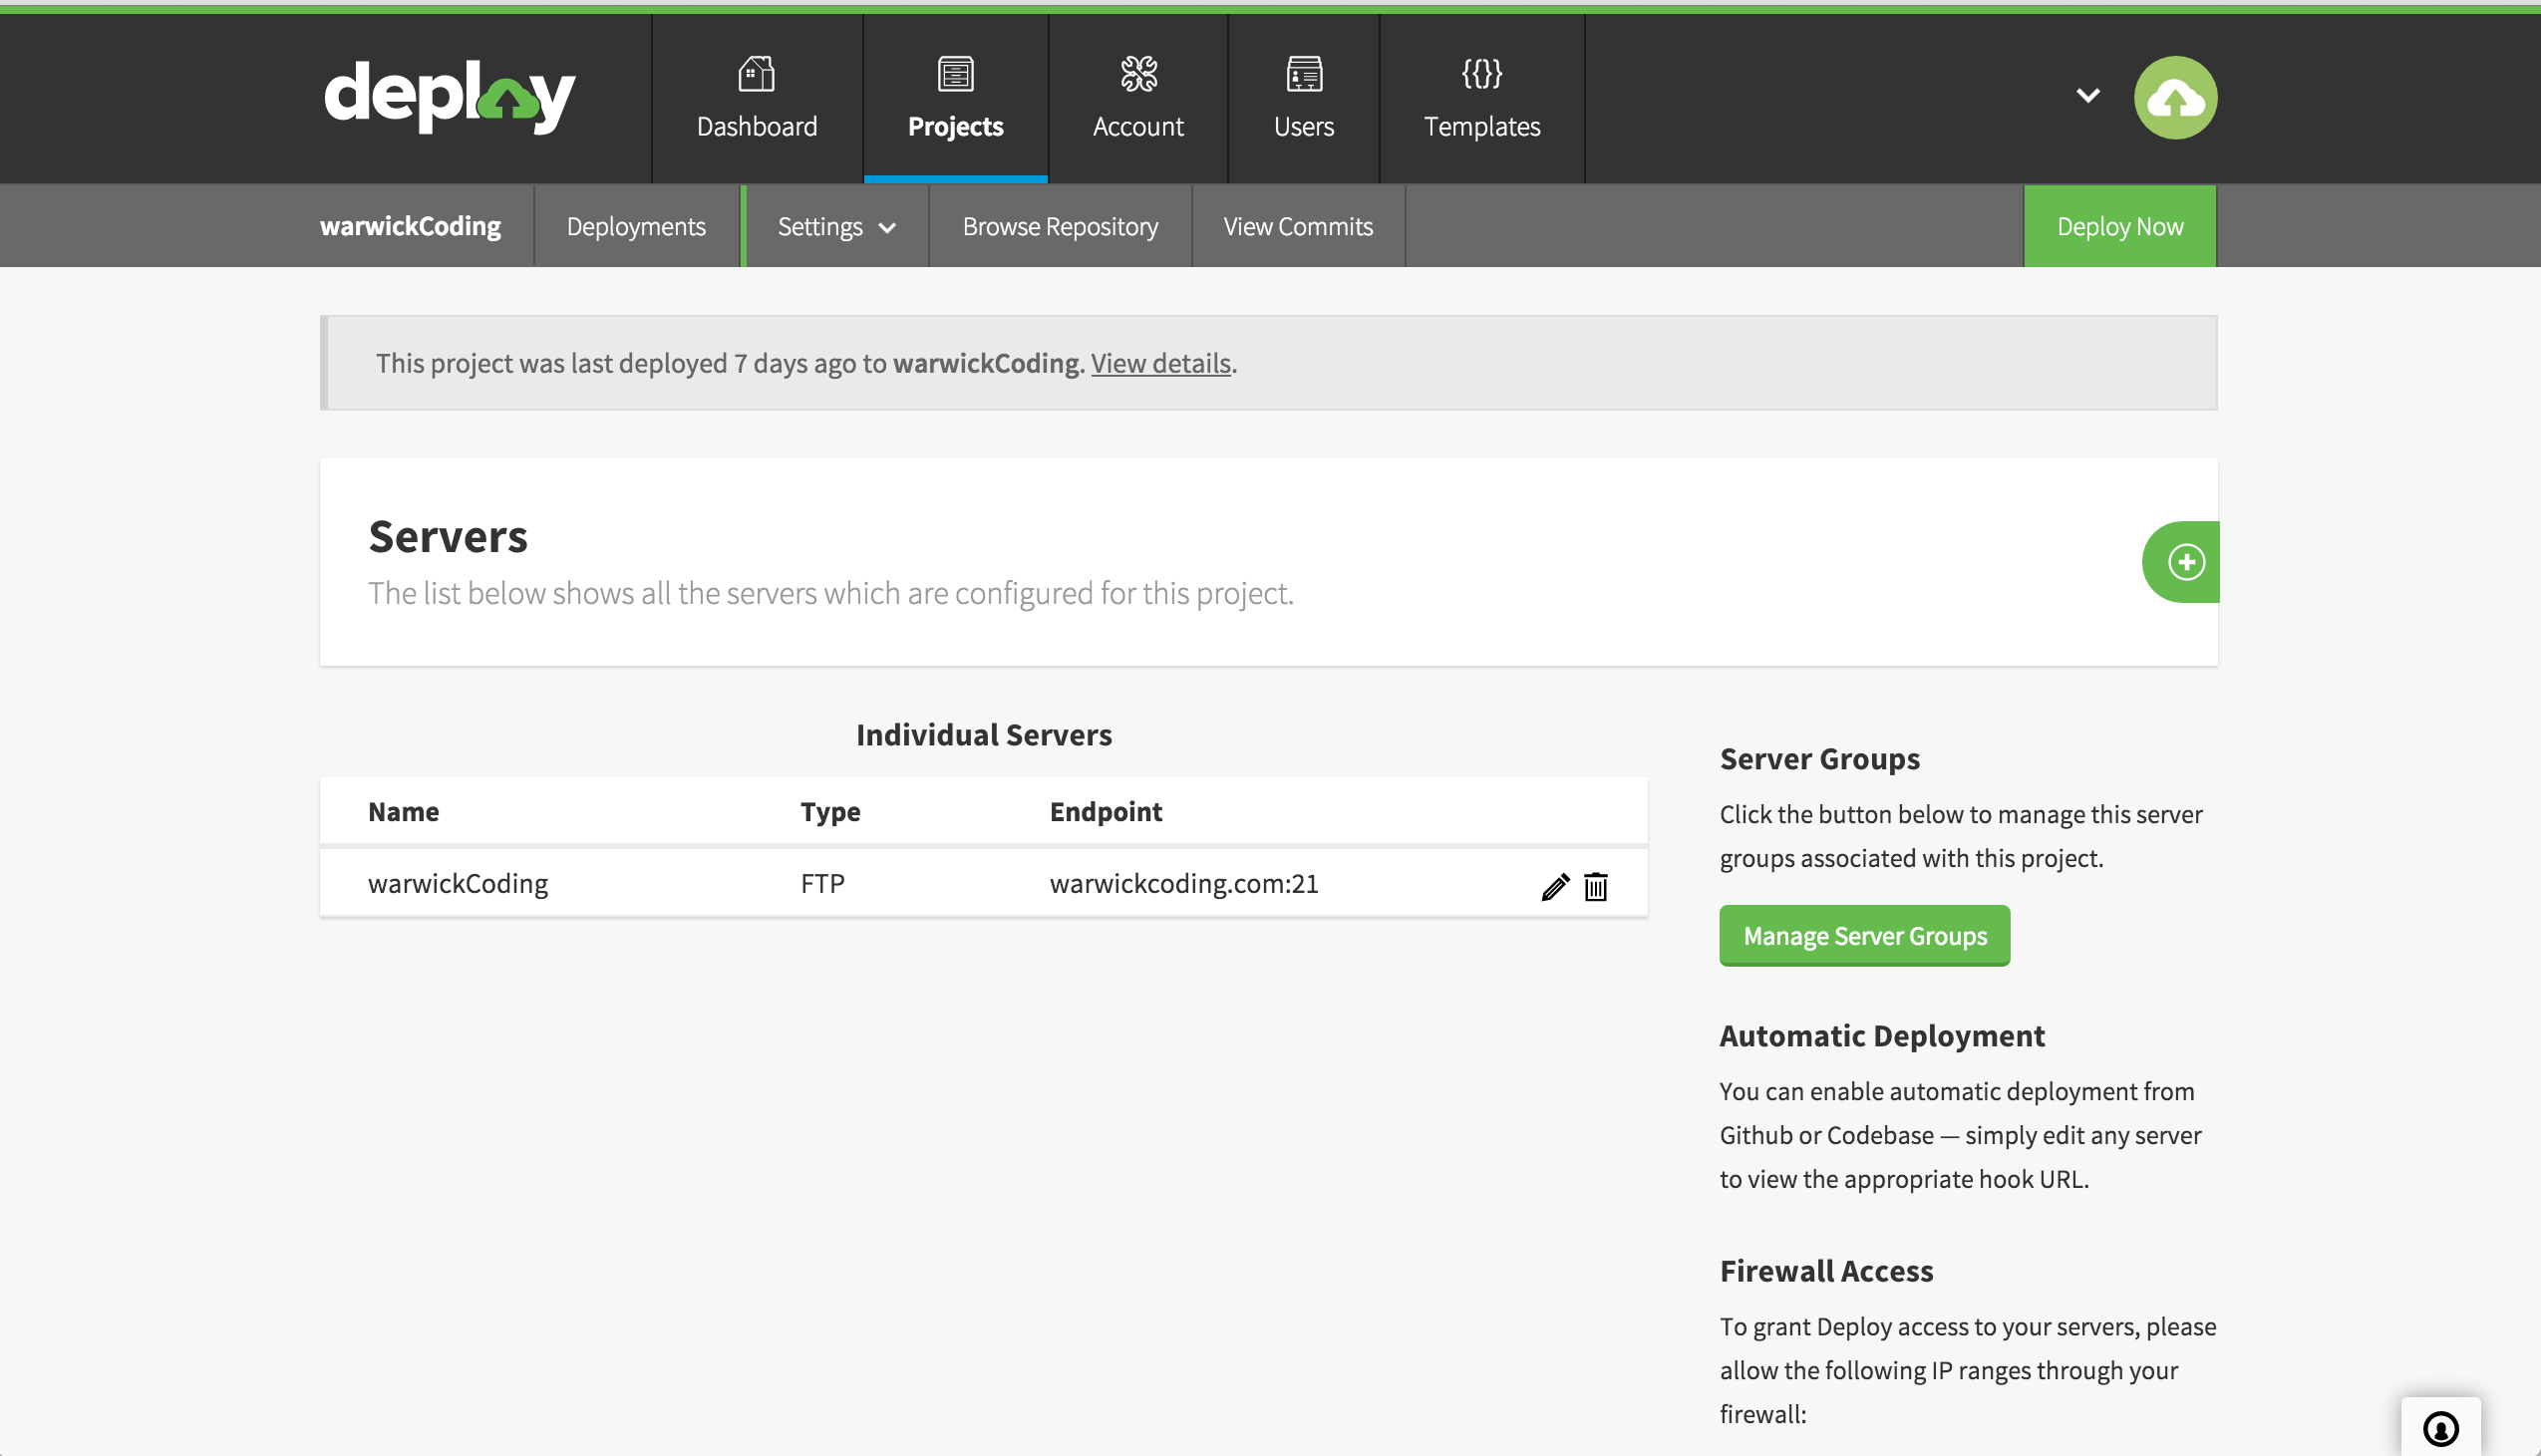 deploy
Dashboard
Projects
Account
Users
Templates
warwickCoding
Deployments
Settings
Browse Repository
View Commits
Deploy Now
This project was last deployed 7 days ago to warwickCoding. View details.
Servers
The list below shows all the servers which are configured for this project.
Individual Servers
Name Type Endpoint
warwickCoding FTP warwickcoding.com:21
Server Groups
Click the button below to manage this server
groups associated with this project.
Manage Server Groups
Automatic Deployment
You can enable automatic deployment from
Github or Codebase — simply edit any server
to view the appropriate hook URL.
Firewall Access
To grant Deploy access to your servers, please
allow the following IP ranges through your
firewall: